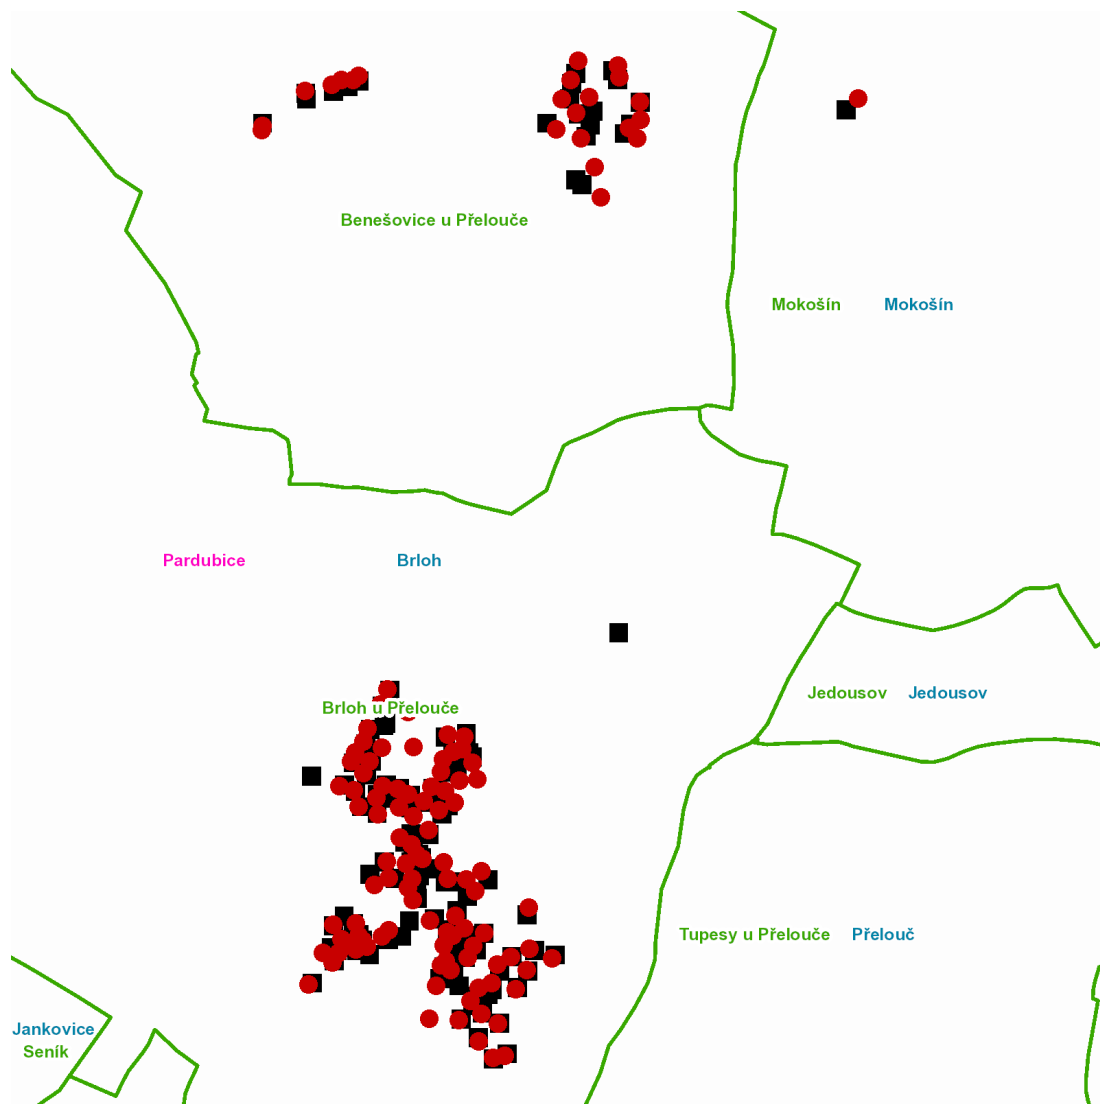 Benešovice u Přelouče
Mokošín Mokošín
Pardubice Brloh
Jedousov Jedousov
Brloh u Přelouče
Tupesy u Přelouče Přelouč
Jankovice
Seník